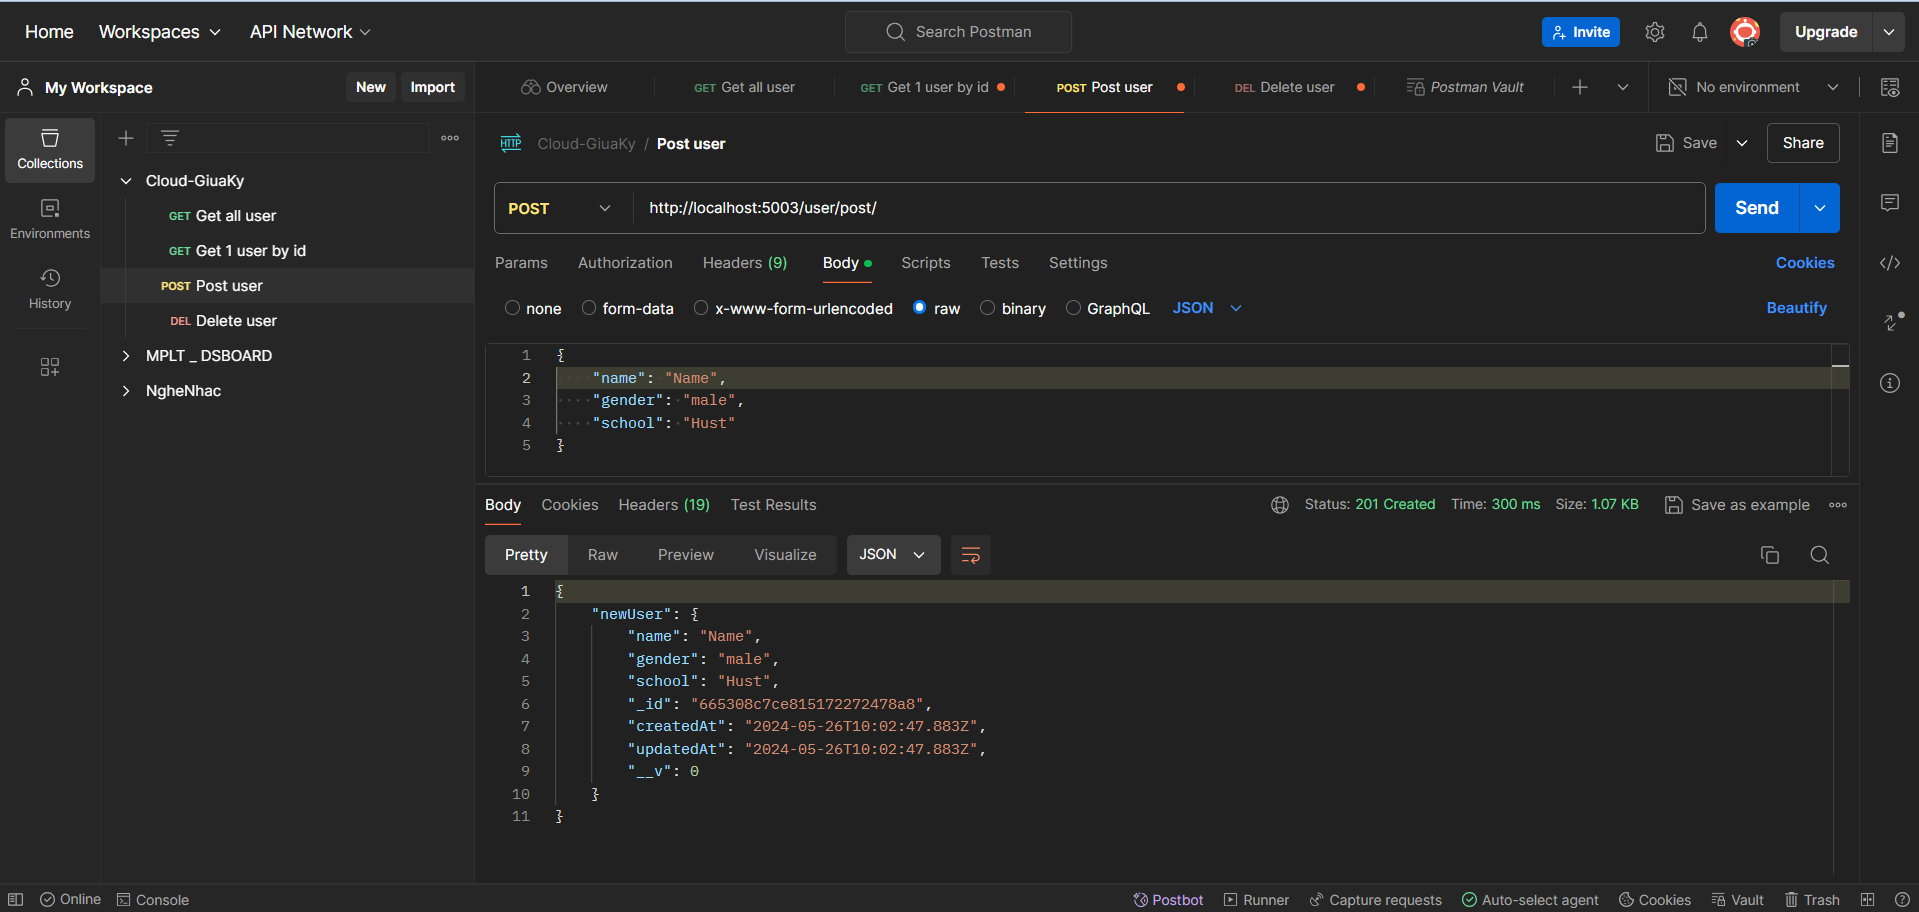 Home Workspaces API Network Search Postman Invite Upgrade
My Workspace New Import Overview GET Get all user GET Get 1 user by id POST Post user DEL Delete user Postman Vault No environment
Collections
Environments
History
Cloud-GiuaKy
GET Get all user
GET Get 1 user by id
POST Post user
DEL Delete user
MPLT _ DSBOARD
NgheNhac
HTTP Cloud-GiuaKy / Post user Save Share
POST http://localhost:5003/user/post/ Send
Params Authorization Headers (9) Body Scripts Tests Settings Cookies
none form-data x-www-form-urlencoded raw binary GraphQL JSON Beautify
1 {
2 "name": "Name",
3 "gender": "male",
4 "school": "Hust"
5 }
Body Cookies Headers (19) Test Results Status: 201 Created Time: 300 ms Size: 1.07 KB Save as example
Pretty Raw Preview Visualize JSON
1 {
2 "newUser": {
3 "name": "Name",
4 "gender": "male",
5 "school": "Hust",
6 "_id": "665308c7ce815172272478a8",
7 "createdAt": "2024-05-26T10:02:47.883Z",
8 "updatedAt": "2024-05-26T10:02:47.883Z",
9 "__v": 0
10 }
11 }
Online Console Postbot Runner Capture requests Auto-select agent Cookies Vault Trash